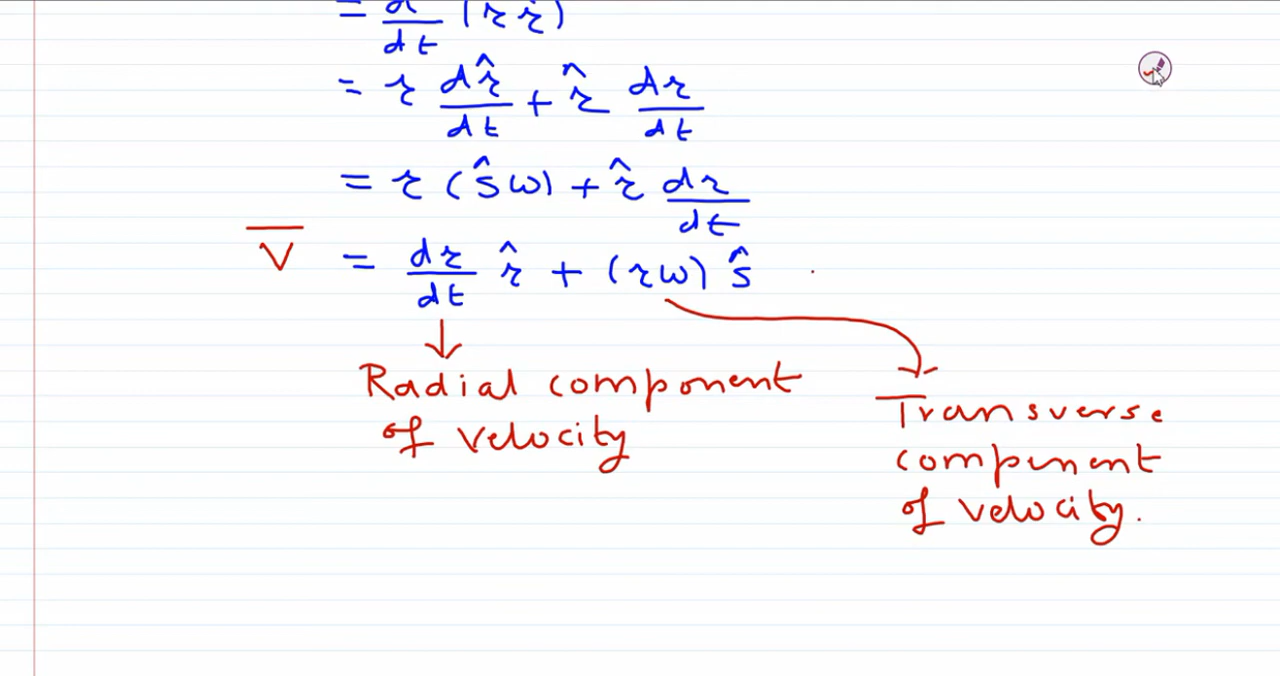 = d/dt (r r̂)
= r dr̂/dt + r̂ dr/dt
= r (ŝω) + r̂ dr/dt
V̅ = dr/dt r̂ + (rω) ŝ
↓
Radial component
of velocity
Transverse
component
of velocity.